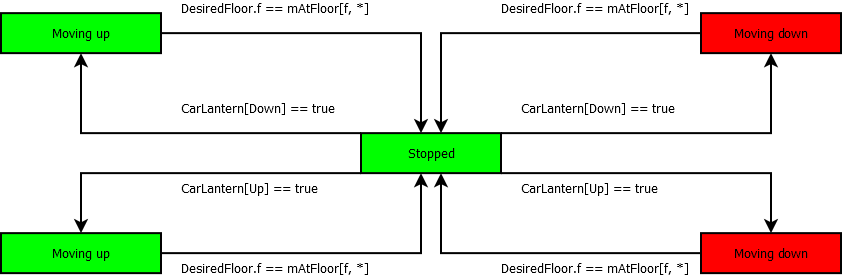 DesiredFloor.f == mAtFloor[f, *]
DesiredFloor.f == mAtFloor[f, *]
Moving up
Moving down
CarLantern[Down] == true
CarLantern[Down] == true
Stopped
CarLantern[Up] == true
CarLantern[Up] == true
Moving up
Moving down
DesiredFloor.f == mAtFloor[f, *]
DesiredFloor.f == mAtFloor[f, *]